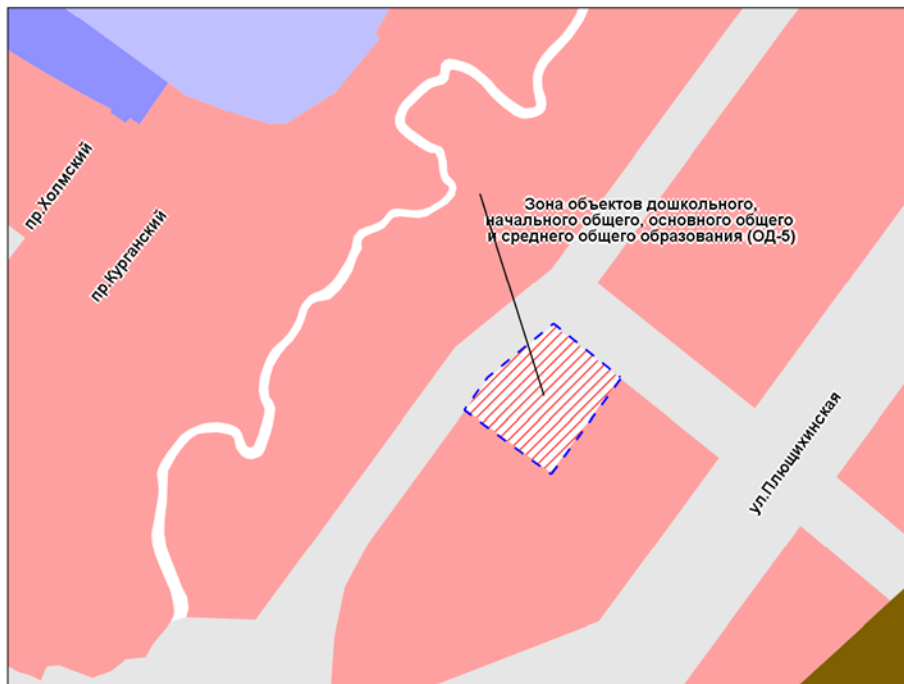 пр.Холмский
пр.Курганский
Зона объектов дошкольного,
начального общего, основного общего
и среднего общего образования (ОД-5)
ул.Плющихинская